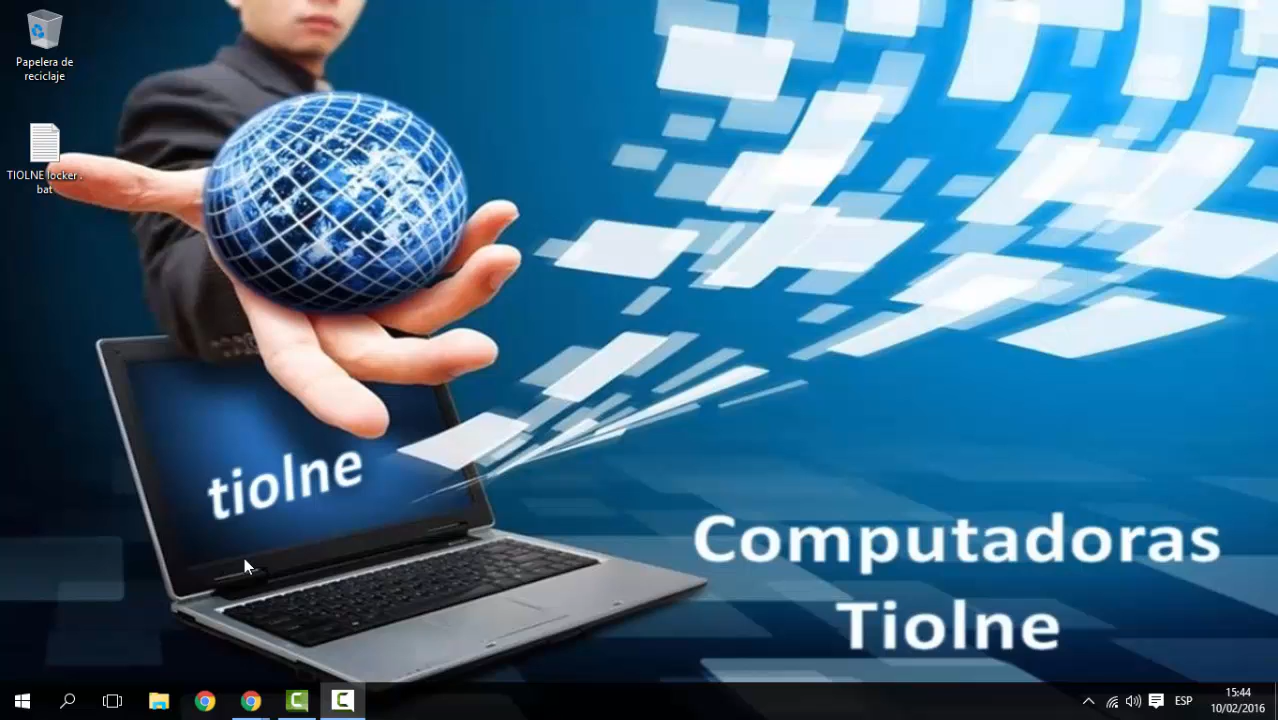 Papelera de
reciclaje
TIOLNE locker.
bat
tiolne
Computadoras
Tiolne
ESP
15:44
10/02/2016